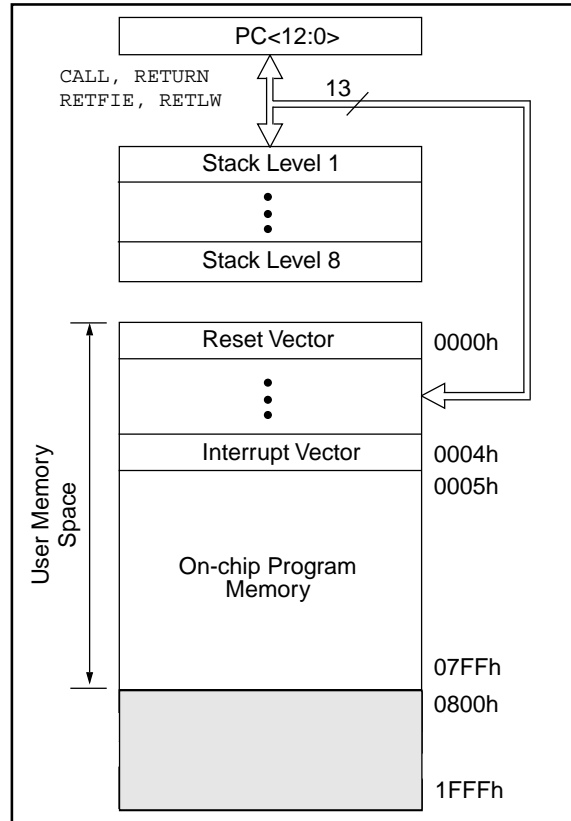 PC<12:0>
CALL, RETURN
RETFIE, RETLW
13
Stack Level 1
Stack Level 8
Reset Vector
0000h
Interrupt Vector
0004h
0005h
User Memory
Space
On-chip Program
Memory
07FFh
0800h
1FFFh